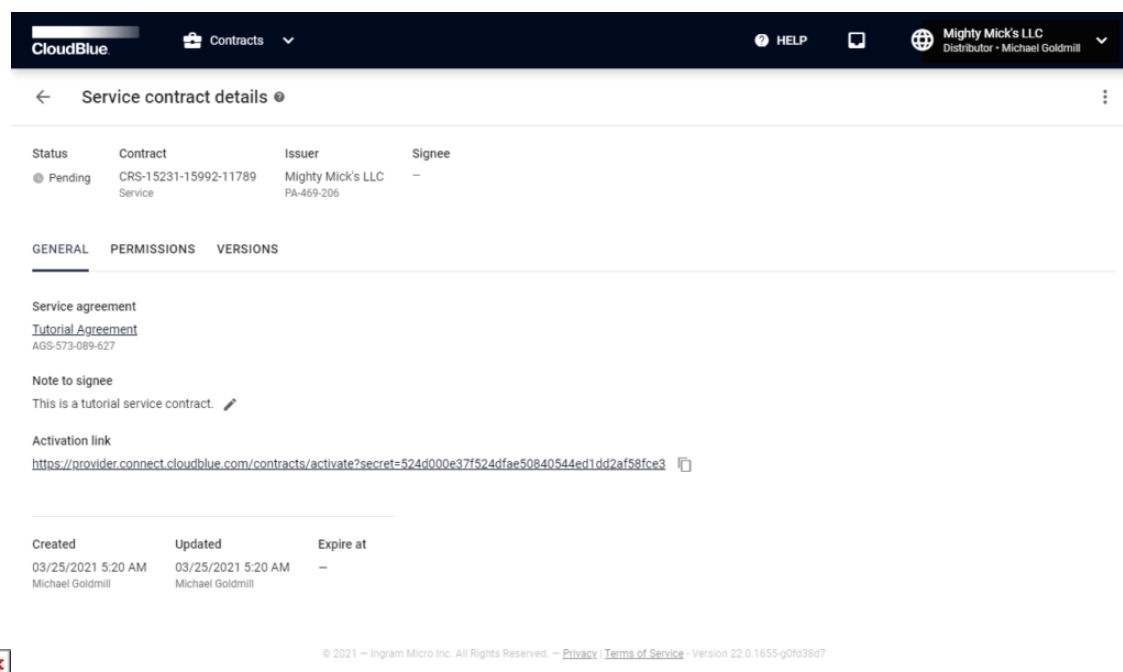 CloudBlue. Contracts HELP Mighty Mick's LLC
Distributor • Michael Goldmill
Service contract details
Status Contract Issuer Signee
Pending CRS-15231-15992-11789 Mighty Mick's LLC –
Service PA-469-206
GENERAL PERMISSIONS VERSIONS
Service agreement
Tutorial Agreement
AGS-573-089-627
Note to signee
This is a tutorial service contract.
Activation link
https://provider.connect.cloudblue.com/contracts/activate?secret=524d000e37f524dfae50840544ed1dd2af58fce3
Created Updated Expire at
03/25/2021 5:20 AM 03/25/2021 5:20 AM –
Michael Goldmill Michael Goldmill
© 2021 – Ingram Micro Inc. All Rights Reserved. – Privacy | Terms of Service - Version 22.0.1655-g0fd38d7